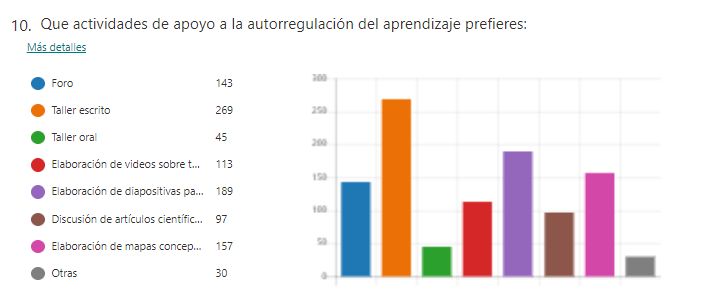 10. Que actividades de apoyo a la autorregulación del aprendizaje prefieres:
Más detalles
Foro 143
Taller escrito 269
Taller oral 45
Elaboración de videos sobre t... 113
Elaboración de diapositivas pa... 189
Discusión de artículos científic... 97
Elaboración de mapas concep... 157
Otras 30
300
250
200
150
100
50
0